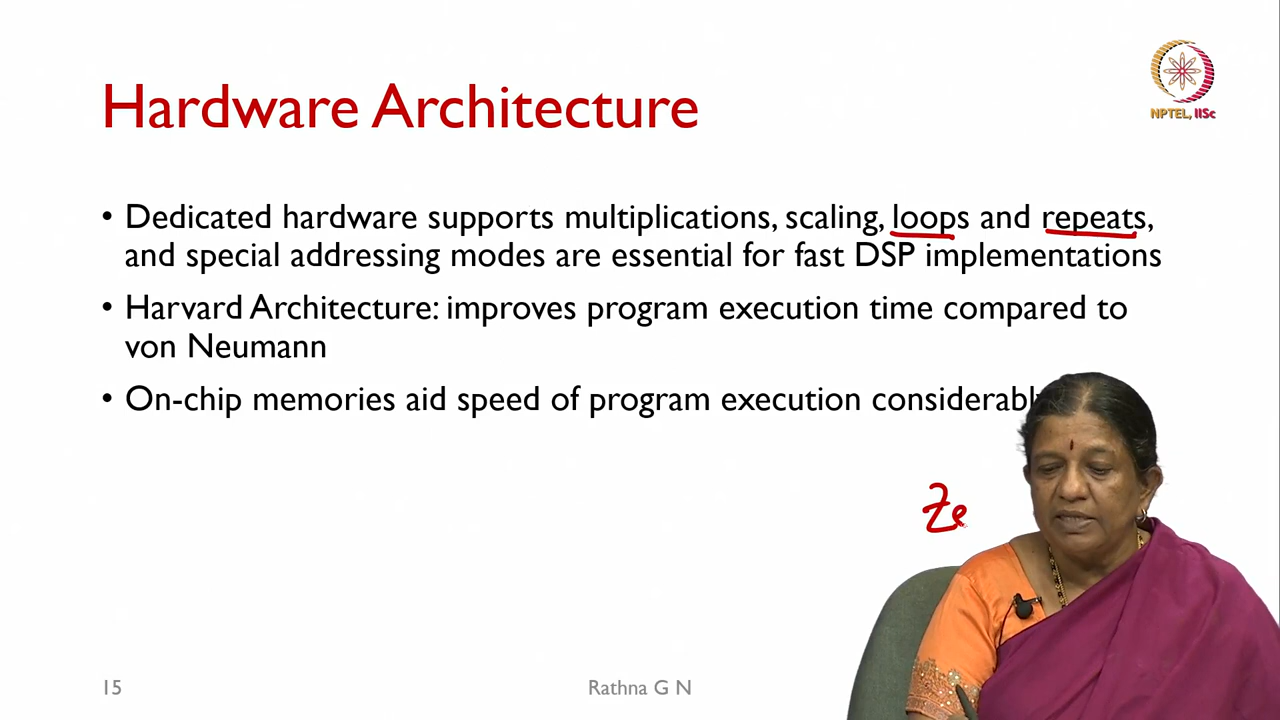 Hardware Architecture
NPTEL, IISc
• Dedicated hardware supports multiplications, scaling, loops and repeats,
and special addressing modes are essential for fast DSP implementations
• Harvard Architecture: improves program execution time compared to
von Neumann
• On-chip memories aid speed of program execution considerably
Ze
15
Rathna G N